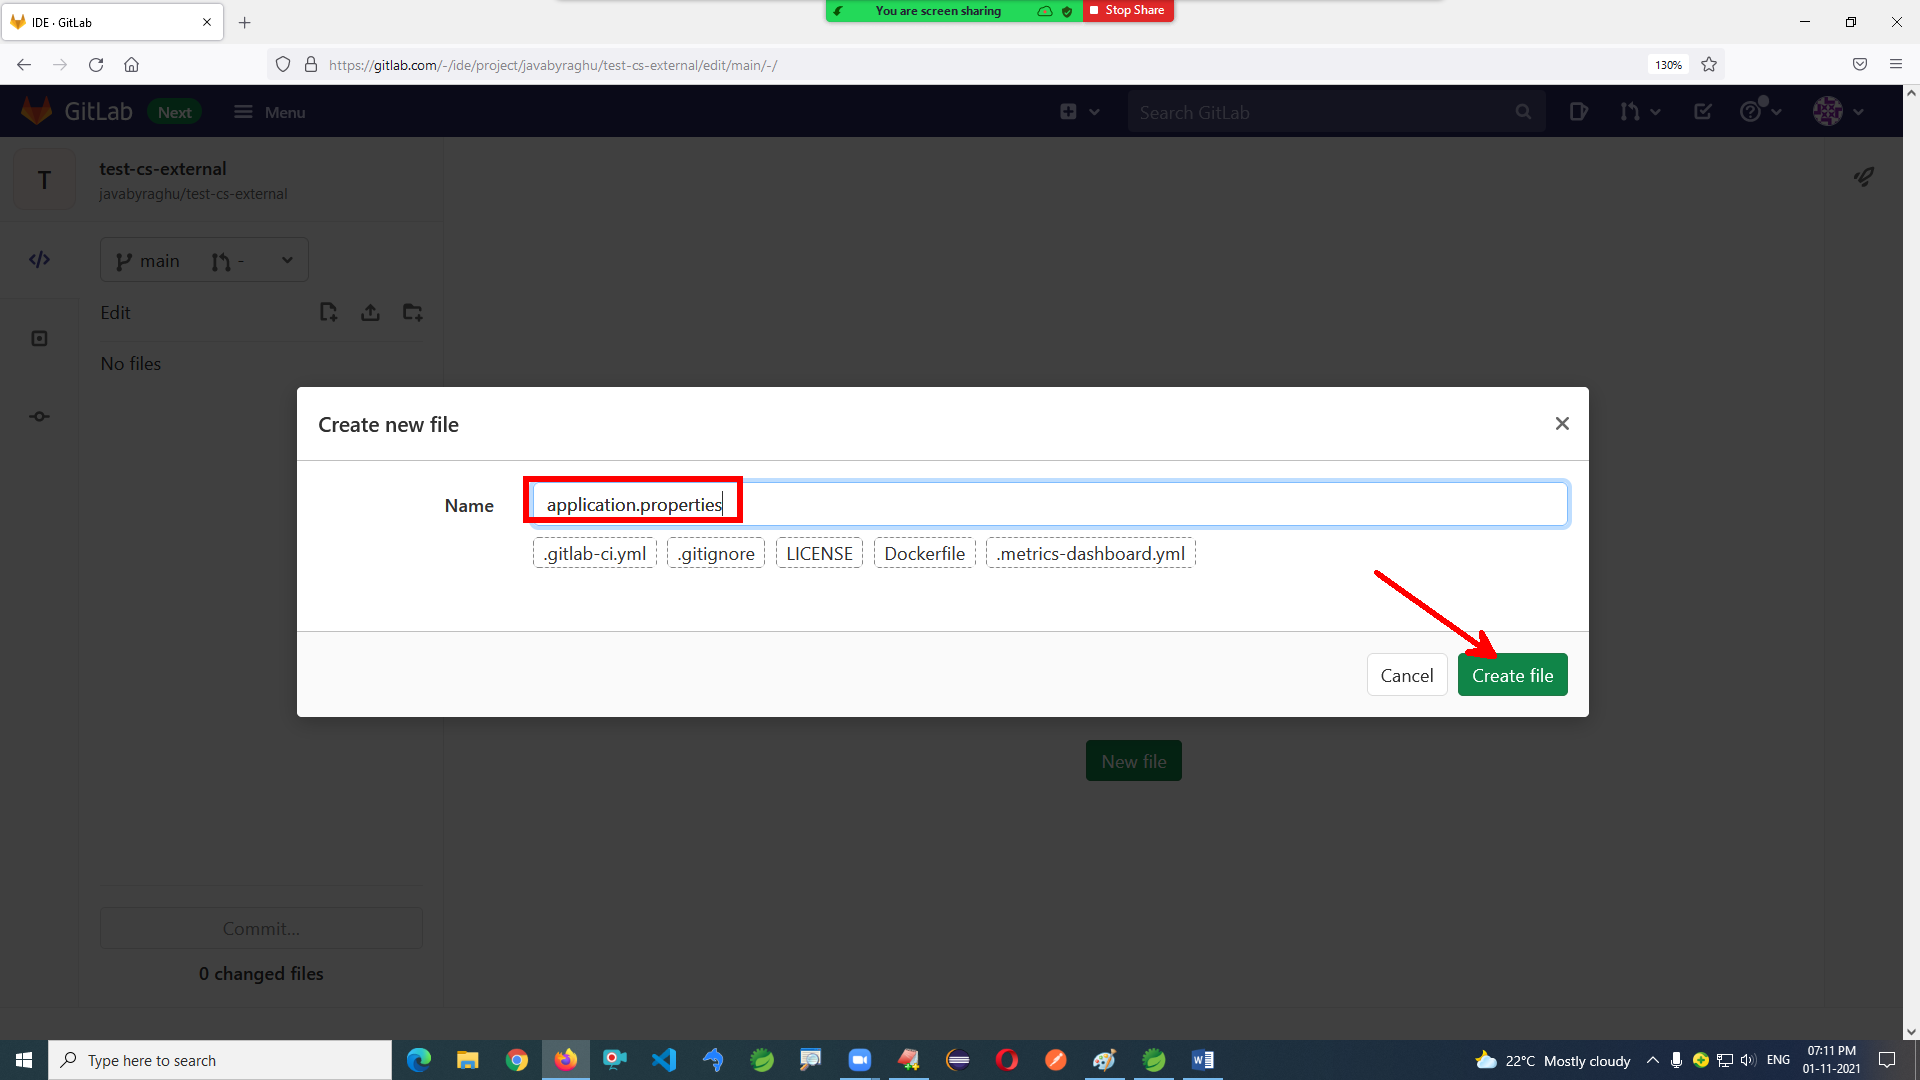 IDE · GitLab
You are screen sharing
Stop Share
https://gitlab.com/-/ide/project/javabyraghu/test-cs-external/edit/main/-/
130%
GitLab
Next
Menu
Search GitLab
T
test-cs-external
javabyraghu/test-cs-external
main
-
Edit
No files
Create new file
Name
application.properties
.gitlab-ci.yml
.gitignore
LICENSE
Dockerfile
.metrics-dashboard.yml
Cancel
Create file
New file
Commit...
0 changed files
Type here to search
22°C Mostly cloudy
ENG
07:11 PM
01-11-2021